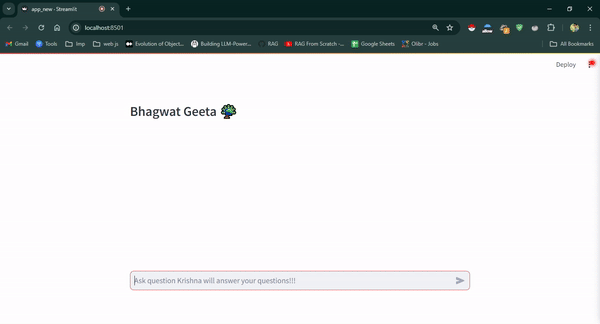 app_new - Streamlit
localhost:8501
Gmail Tools Imp web js Evolution of Object... Building LLM-Power... RAG RAG From Scratch -... Google Sheets Olibr - Jobs All Bookmarks
Deploy
Bhagwat Geeta
Ask question Krishna will answer your questions!!!